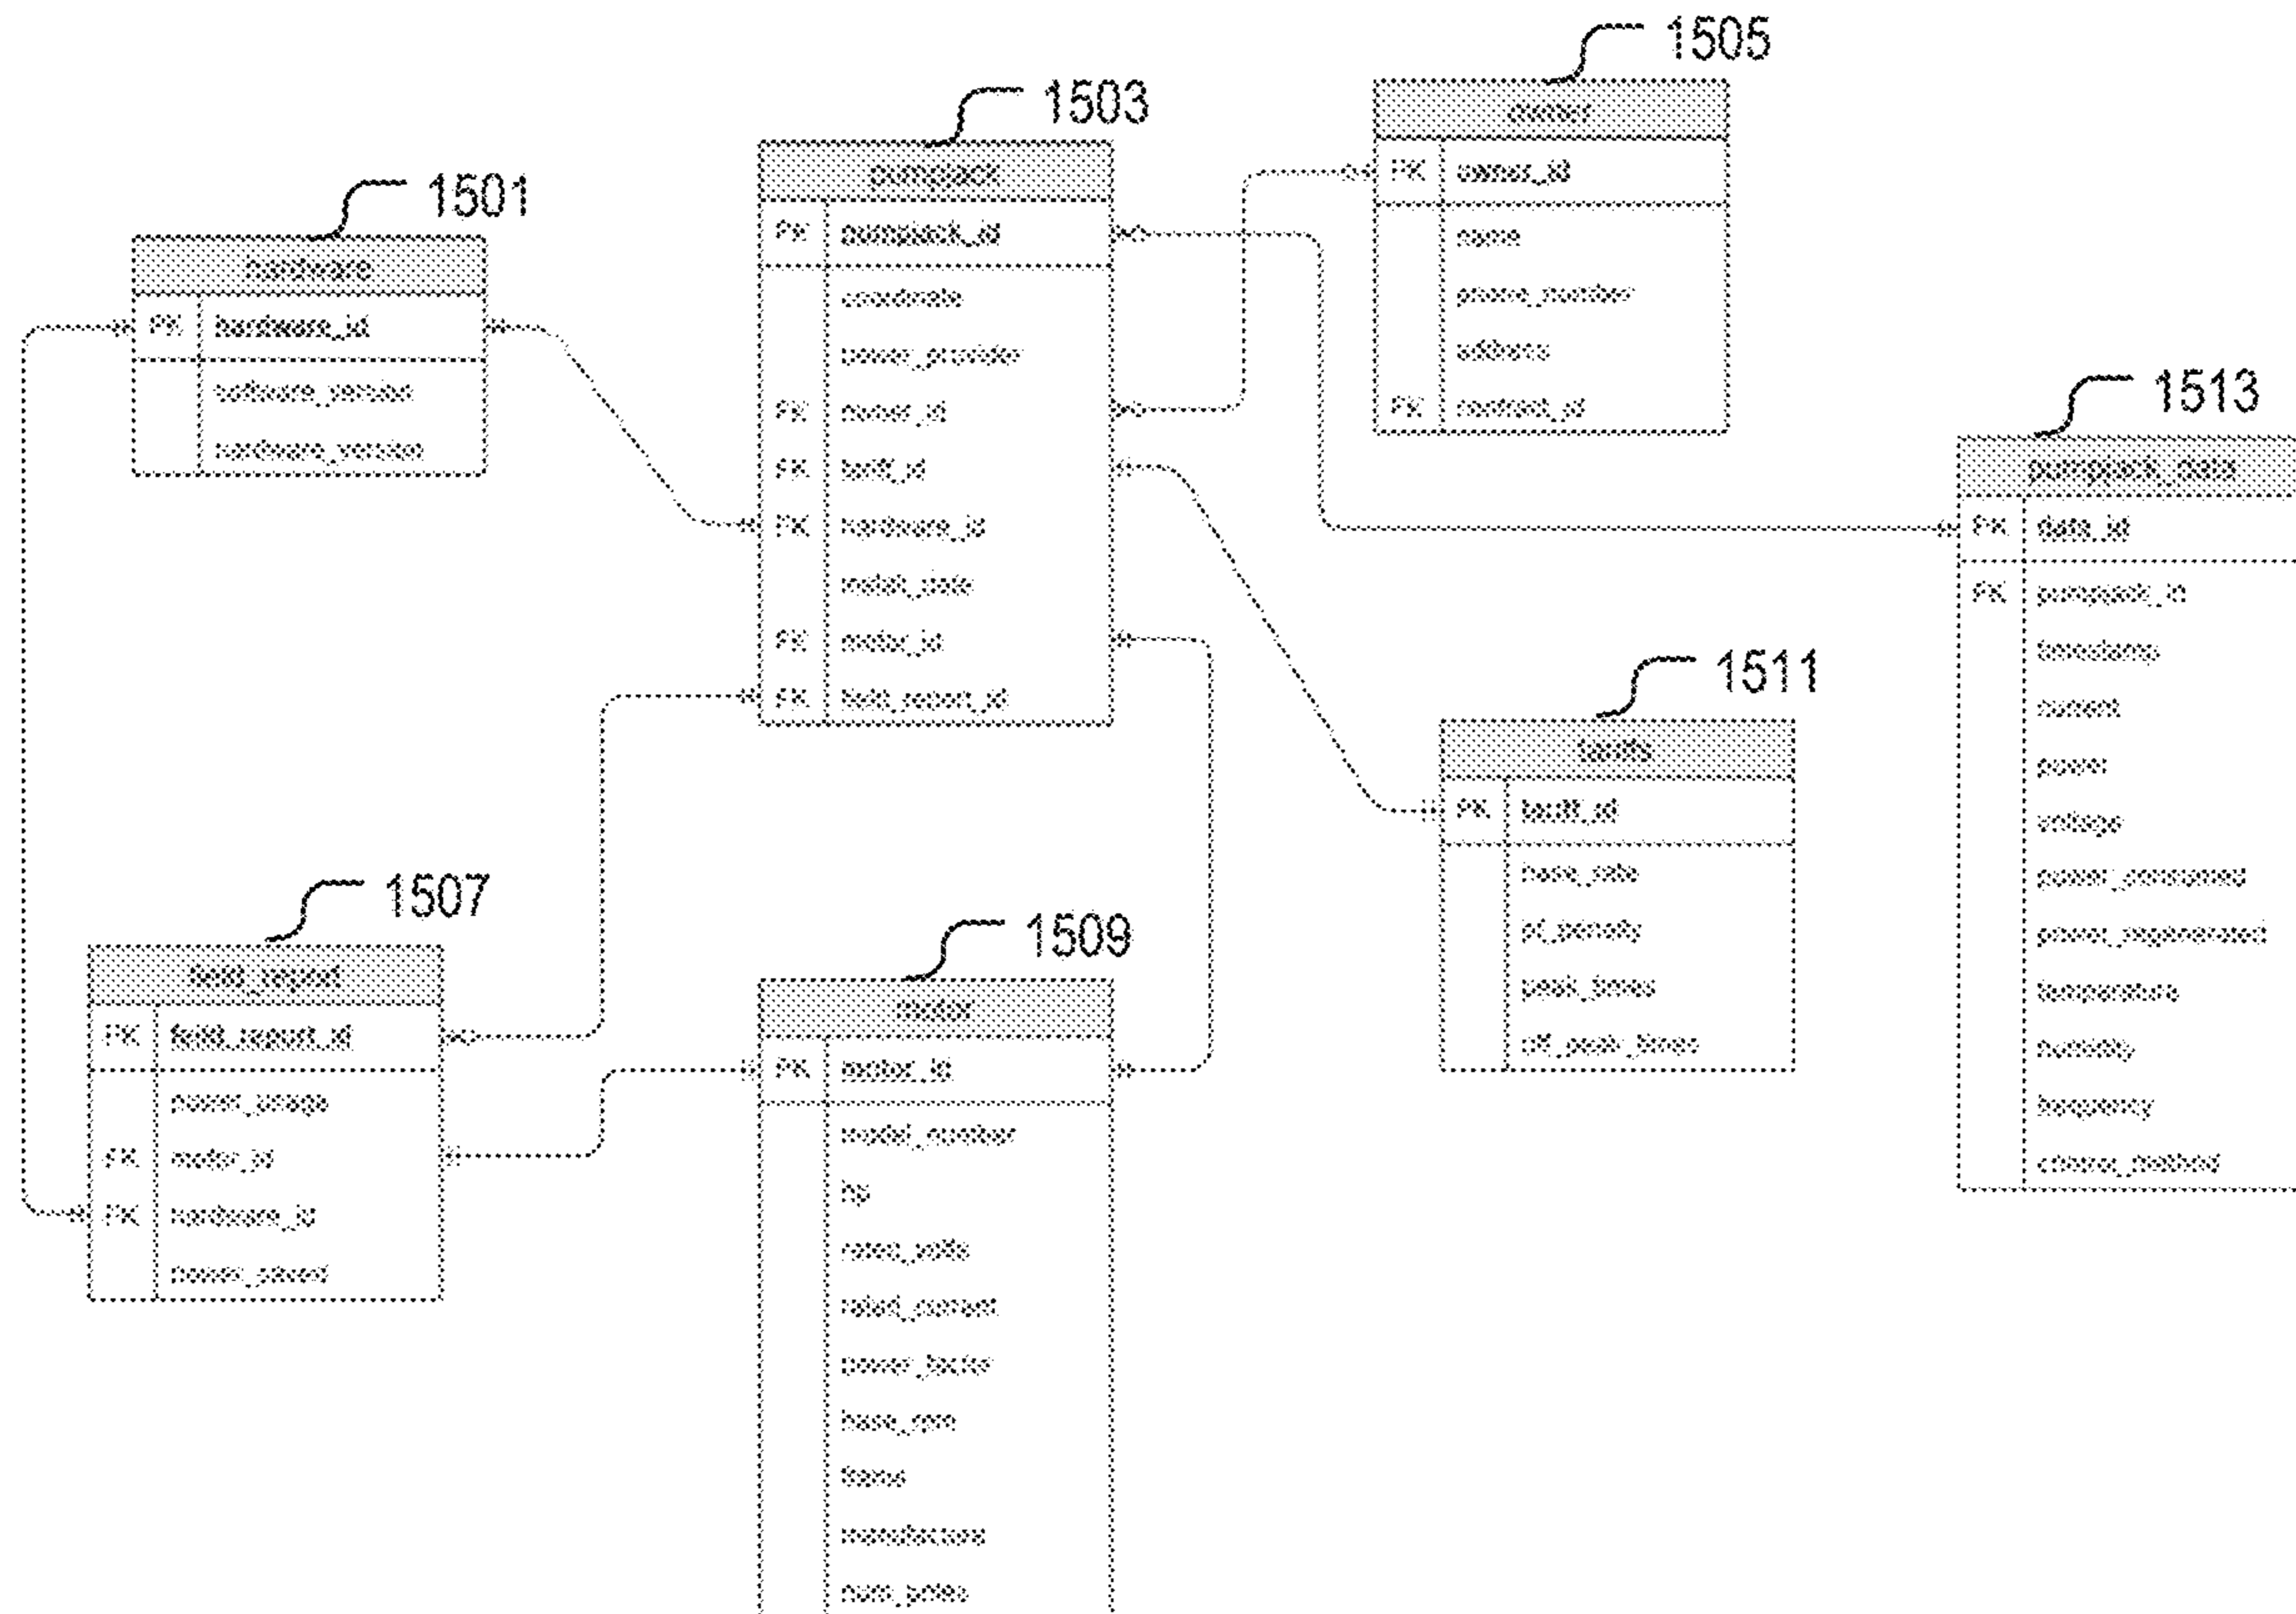 1501
hardware
PK hardware_id
software_version
hardware_version
1503
pumpjack
PK pumpjack_id
power_provider
FK owner_id
FK tariff_id
FK hardware_id
install_date
FK motor_id
FK field_report_id
1505
owner
PK owner_id
name
phone_number
address
FK contract_id
1507
field_report
PK field_report_id
power_usage
FK motor_id
FK hardware_id
power_saved
1509
motor
PK motor_id
model_number
hp
rated_volts
rated_current
power_factor
base_rpm
frame
manufacturer
num_poles
1511
tariffs
PK tariff_id
base_rate
pf_penalty
peak_times
off_peak_times
1513
pumpjack_data
PK data_id
FK pumpjack_id
timestamp
current
power
voltage
power_consumed
power_regenerated
temperature
humidity
frequency